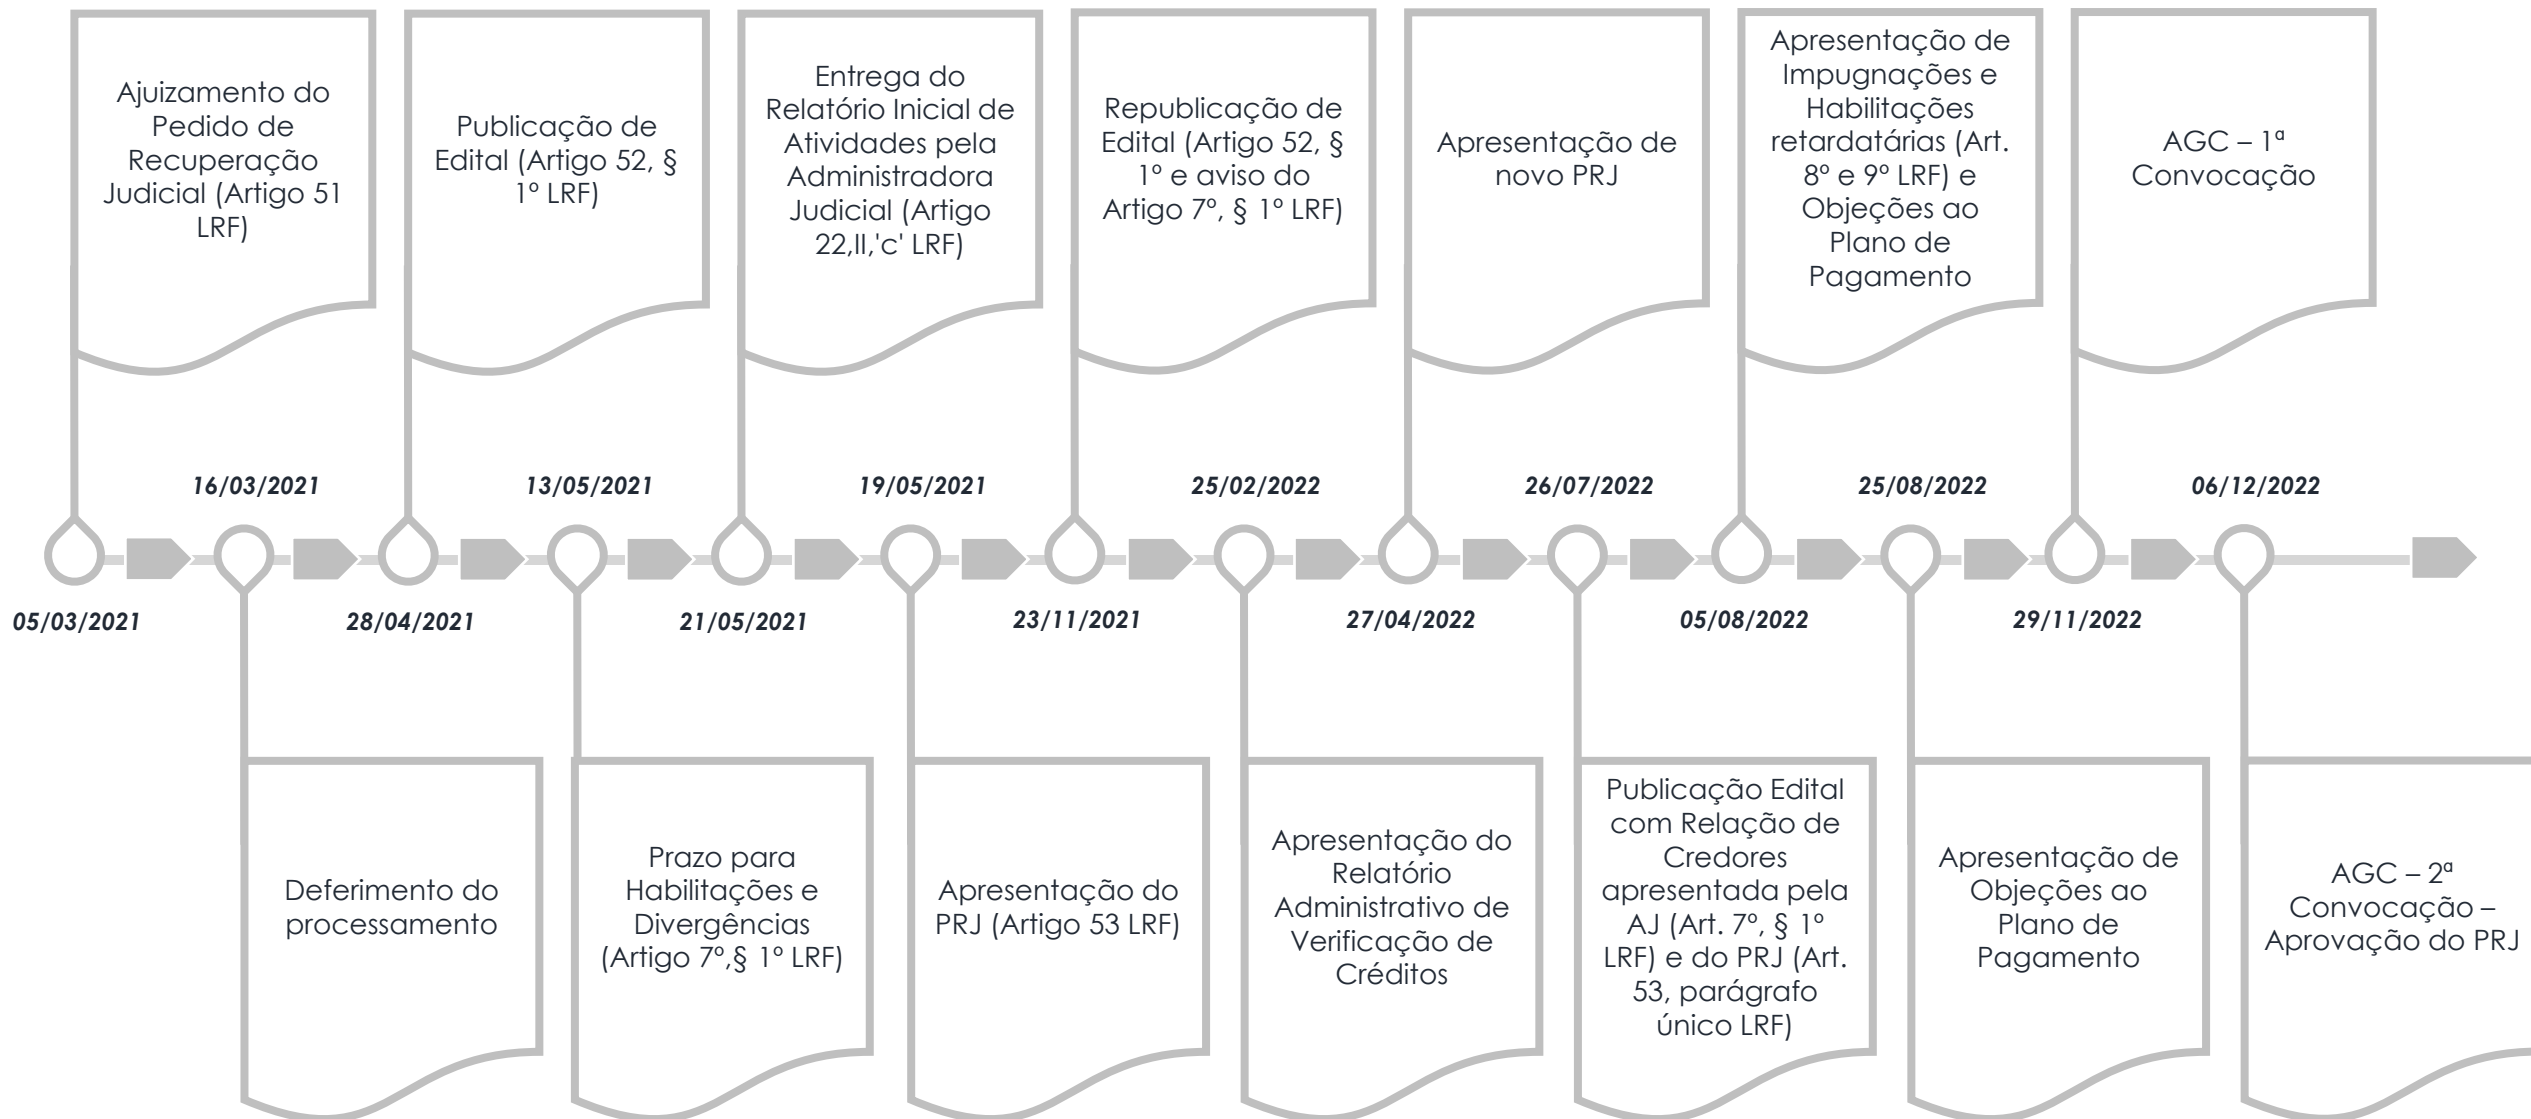 Ajuizamento do
Pedido de
Recuperação
Judicial (Artigo 51
LRF)
Publicação de
Edital (Artigo 52, §
1º LRF)
Entrega do
Relatório Inicial de
Atividades pela
Administradora
Judicial (Artigo
22,II,'c' LRF)
Republicação de
Edital (Artigo 52, §
1º e aviso do
Artigo 7º, § 1º LRF)
Apresentação de
novo PRJ
Apresentação de
Impugnações e
Habilitações
retardatárias (Art.
8º e 9º LRF) e
Objeções ao
Plano de
Pagamento
AGC – 1ª
Convocação
16/03/2021
13/05/2021
19/05/2021
25/02/2022
26/07/2022
25/08/2022
06/12/2022
05/03/2021
28/04/2021
21/05/2021
23/11/2021
27/04/2022
05/08/2022
29/11/2022
Deferimento do
processamento
Prazo para
Habilitações e
Divergências
(Artigo 7º,§ 1º LRF)
Apresentação do
PRJ (Artigo 53 LRF)
Apresentação do
Relatório
Administrativo de
Verificação de
Créditos
Publicação Edital
com Relação de
Credores
apresentada pela
AJ (Art. 7º, § 1º
LRF) e do PRJ (Art.
53, parágrafo
único LRF)
Apresentação de
Objeções ao
Plano de
Pagamento
AGC – 2ª
Convocação –
Aprovação do PRJ